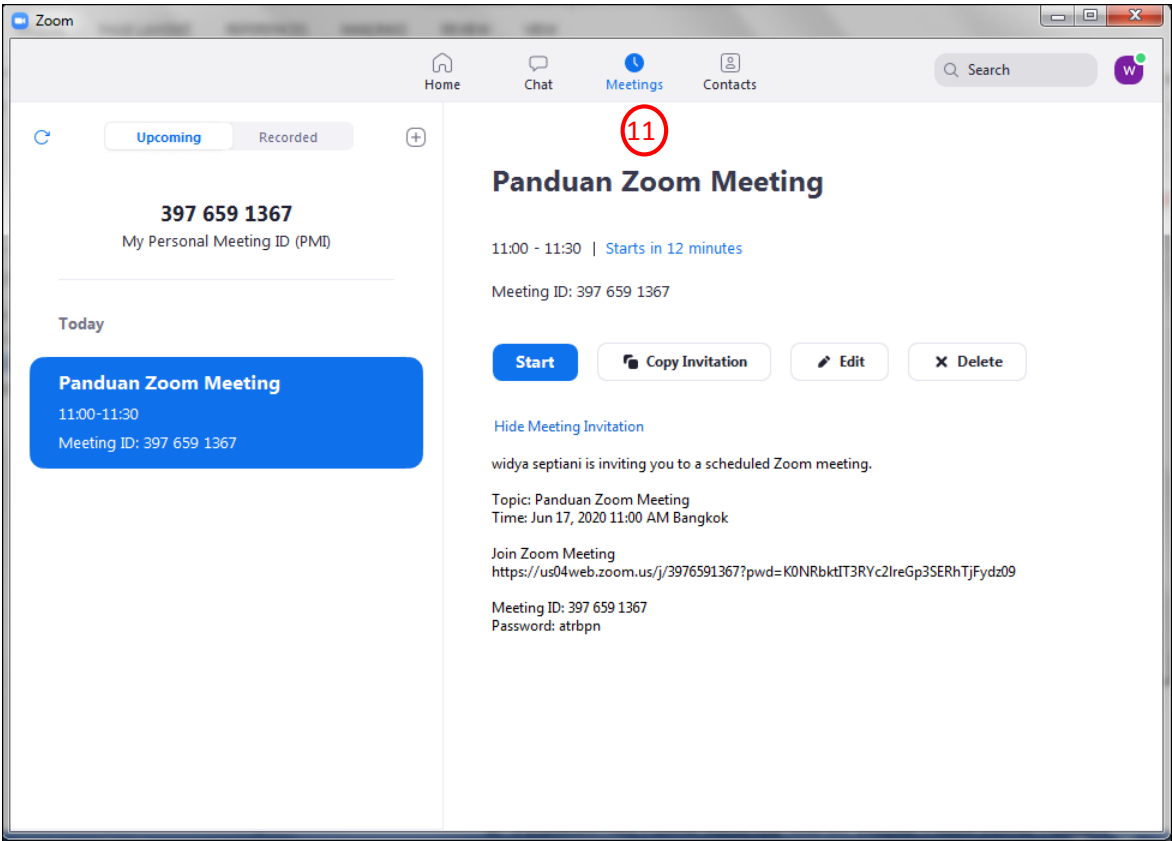 Zoom
Home
Chat
Meetings
Contacts
Search
W
11
Upcoming
Recorded
397 659 1367
My Personal Meeting ID (PMI)
Today
Panduan Zoom Meeting
11:00-11:30
Meeting ID: 397 659 1367
Panduan Zoom Meeting
11:00 - 11:30 | Starts in 12 minutes
Meeting ID: 397 659 1367
Start
Copy Invitation
Edit
Delete
Hide Meeting Invitation
widya septiani is inviting you to a scheduled Zoom meeting.
Topic: Panduan Zoom Meeting
Time: Jun 17, 2020 11:00 AM Bangkok
Join Zoom Meeting
https://us04web.zoom.us/j/3976591367?pwd=K0NRbktIT3RYc2lreGp3SERhTjFydz09
Meeting ID: 397 659 1367
Password: atrbpn